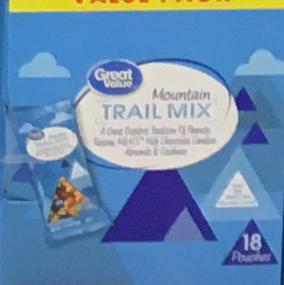 VALUE PACK
Great
Value
Mountain
TRAIL MIX
A Great Outdoor Tradition Of Peanuts,
Raisins, M&M'S Milk Chocolate Candies,
Almonds & Cashews
18
Pouches